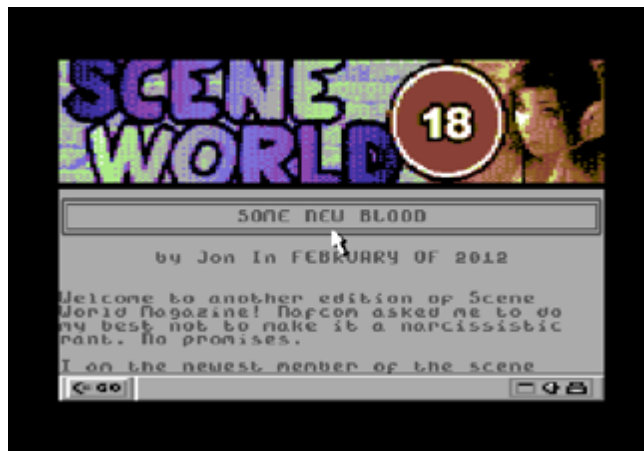 SCENE
WORLD
18
SOME NEW BLOOD
by Jon In FEBRUARY OF 2012
Welcome to another edition of Scene
World Magazine! Nafcom asked me to do
my best not to make it a narcissistic
rant. No promises.
I am the newest member of the scene
<= GO